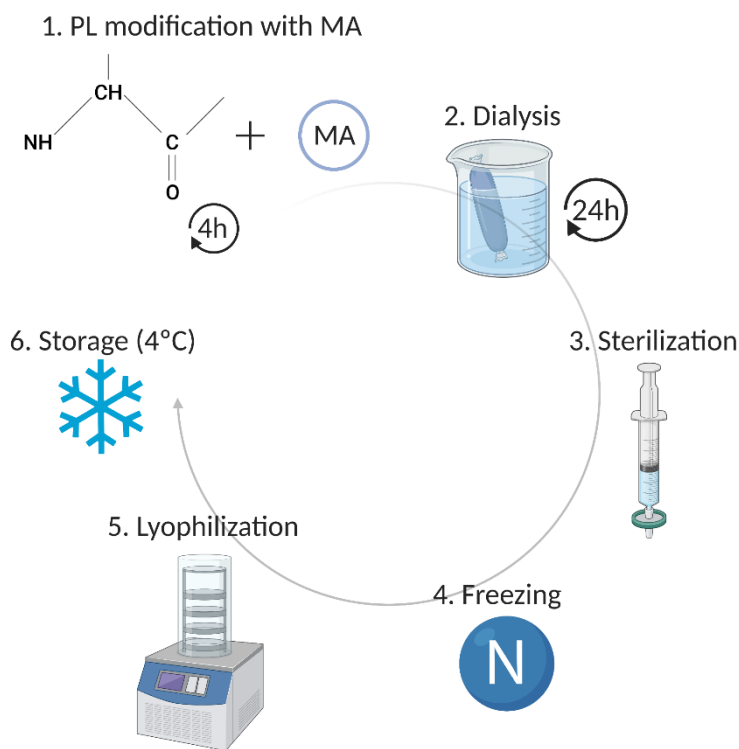 1. PL modification with MA
CH
NH
C
O
+
MA
4h
2. Dialysis
24h
3. Sterilization
4. Freezing
N
5. Lyophilization
6. Storage (4ºC)